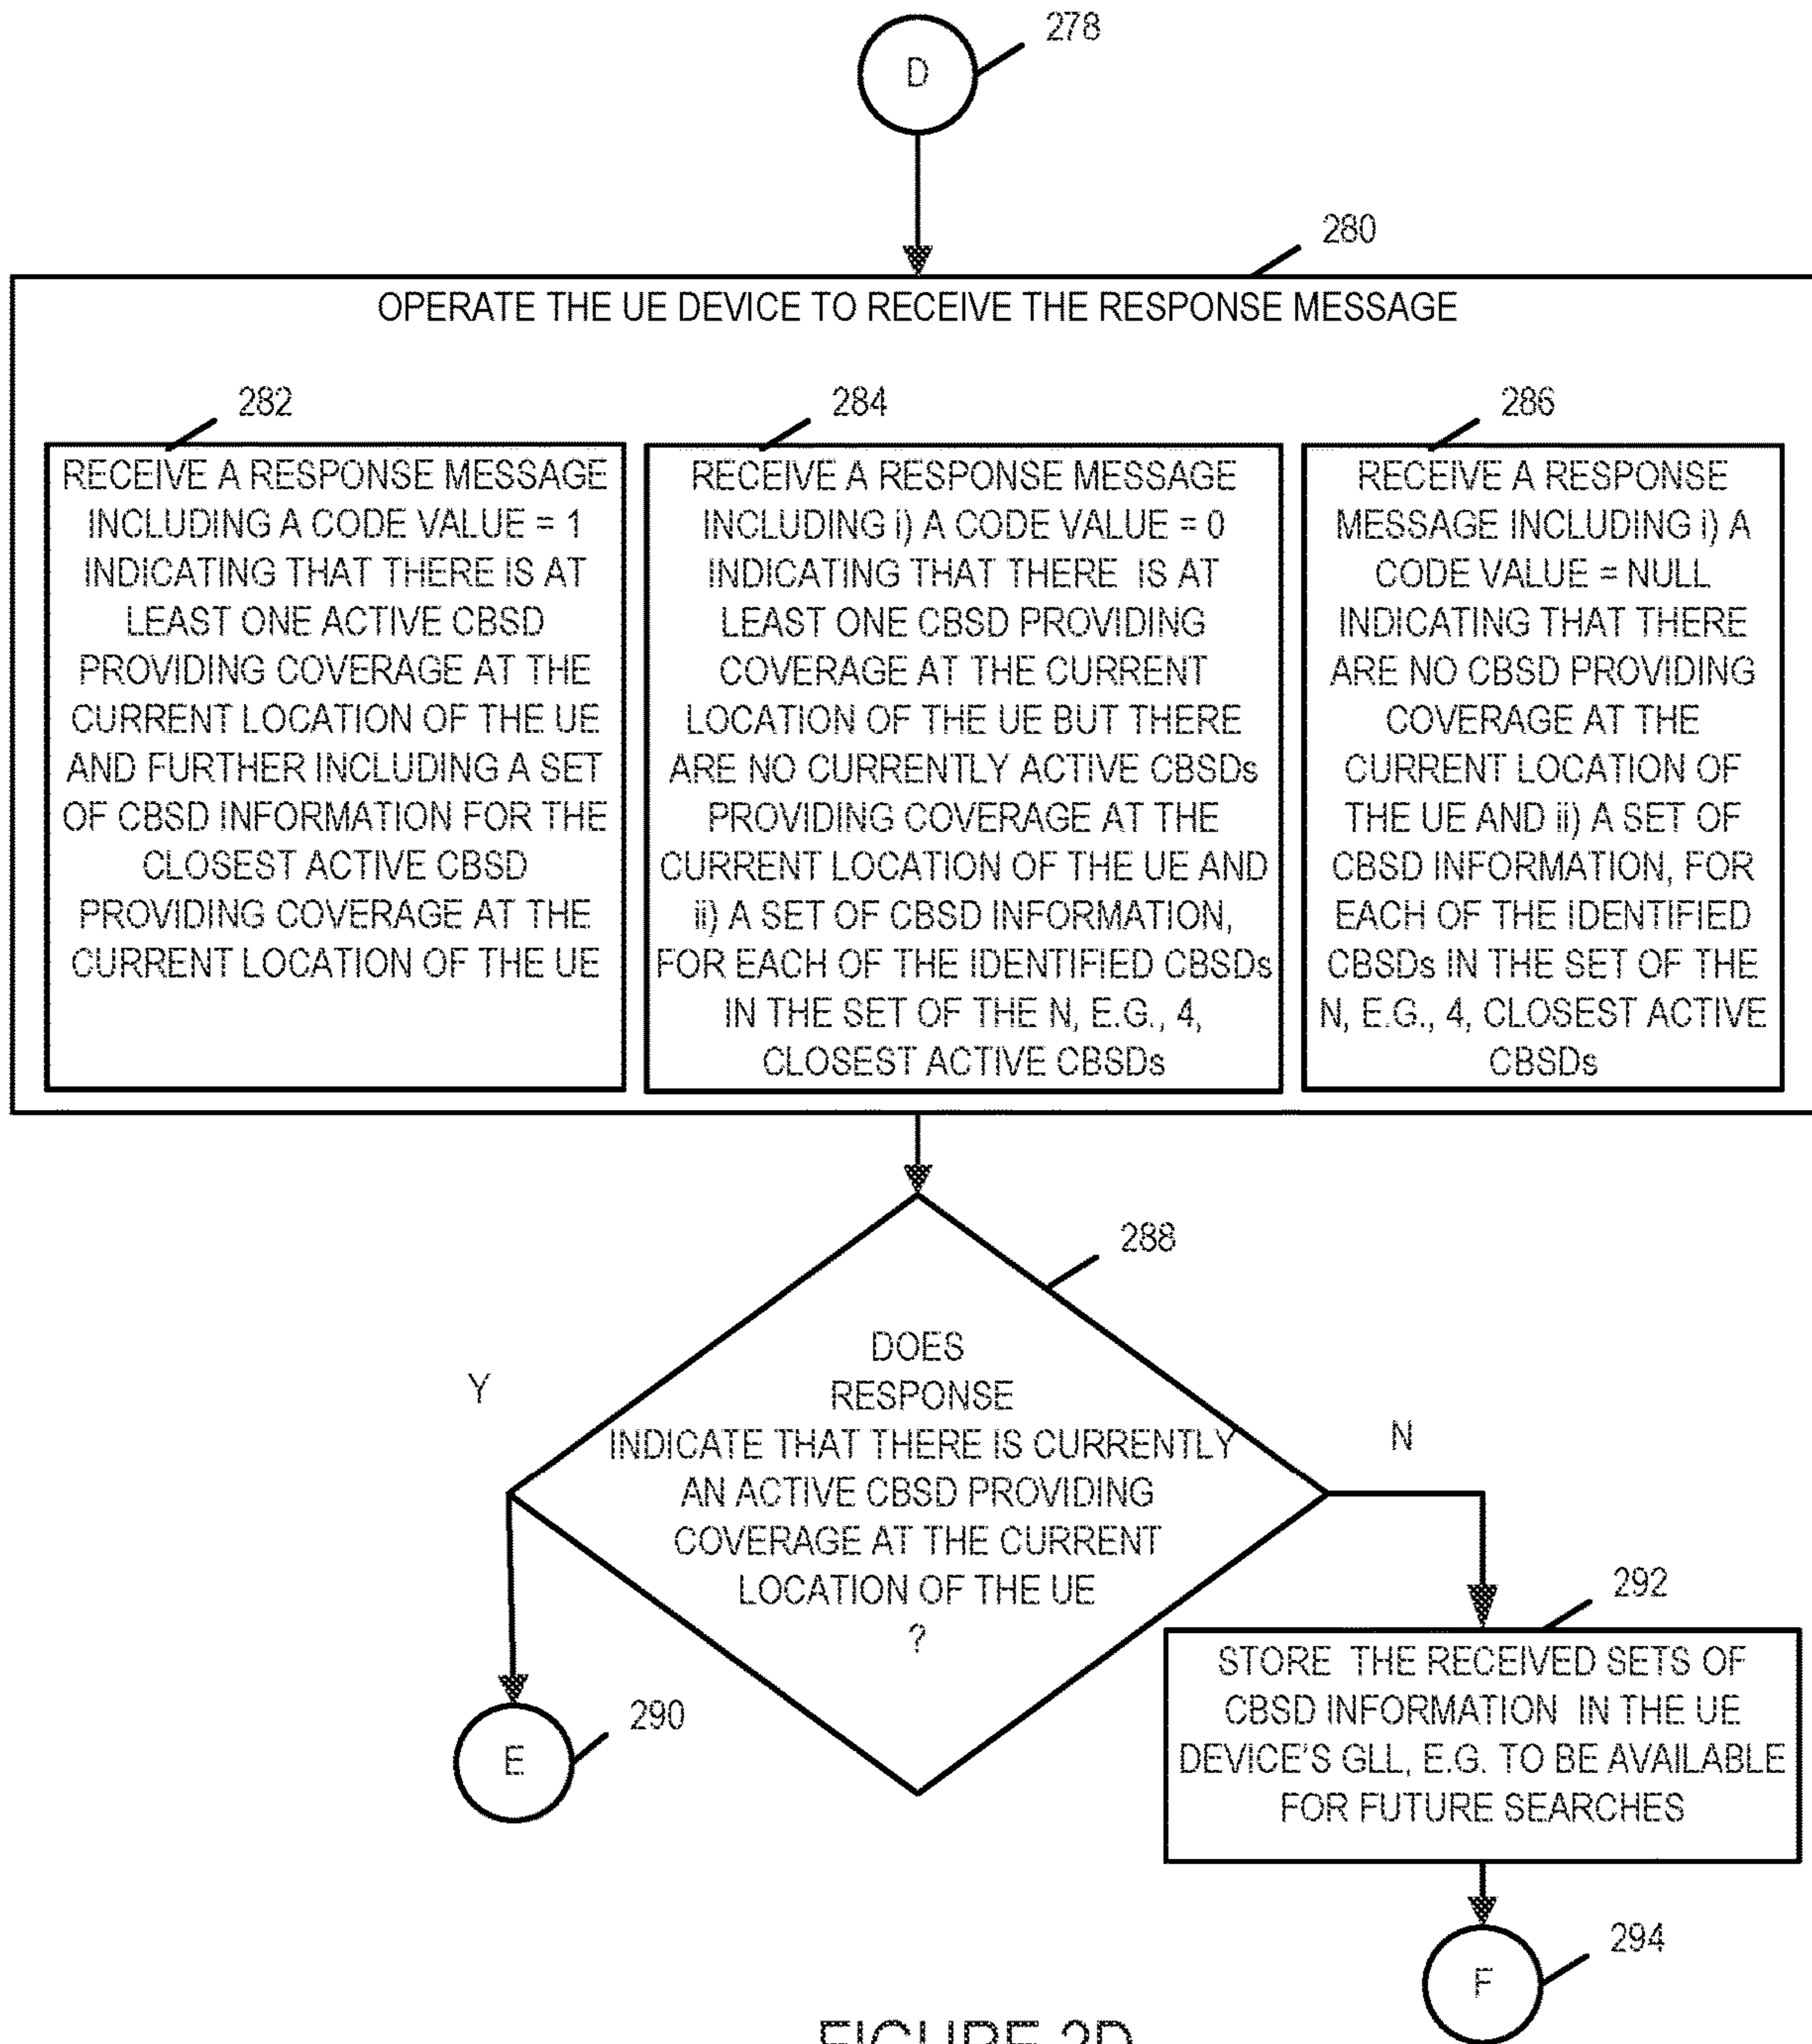 278
D
280
OPERATE THE UE DEVICE TO RECEIVE THE RESPONSE MESSAGE
282
RECEIVE A RESPONSE MESSAGE
INCLUDING A CODE VALUE = 1
INDICATING THAT THERE IS AT
LEAST ONE ACTIVE CBSD
PROVIDING COVERAGE AT THE
CURRENT LOCATION OF THE UE
AND FURTHER INCLUDING A SET
OF CBSD INFORMATION FOR THE
CLOSEST ACTIVE CBSD
PROVIDING COVERAGE AT THE
CURRENT LOCATION OF THE UE
284
RECEIVE A RESPONSE MESSAGE
INCLUDING i) A CODE VALUE = 0
INDICATING THAT THERE IS AT
LEAST ONE CBSD PROVIDING
COVERAGE AT THE CURRENT
LOCATION OF THE UE BUT THERE
ARE NO CURRENTLY ACTIVE CBSDs
PROVIDING COVERAGE AT THE
CURRENT LOCATION OF THE UE AND
ii) A SET OF CBSD INFORMATION,
FOR EACH OF THE IDENTIFIED CBSDs
IN THE SET OF THE N, E.G., 4,
CLOSEST ACTIVE CBSDs
286
RECEIVE A RESPONSE
MESSAGE INCLUDING i) A
CODE VALUE = NULL
INDICATING THAT THERE
ARE NO CBSD PROVIDING
COVERAGE AT THE
CURRENT LOCATION OF
THE UE AND ii) A SET OF
CBSD INFORMATION, FOR
EACH OF THE IDENTIFIED
CBSDs IN THE SET OF THE
N, E.G., 4, CLOSEST ACTIVE
CBSDs
288
DOES
RESPONSE
INDICATE THAT THERE IS CURRENTLY
AN ACTIVE CBSD PROVIDING
COVERAGE AT THE CURRENT
LOCATION OF THE UE
?
Y
N
290
E
292
STORE THE RECEIVED SETS OF
CBSD INFORMATION IN THE UE
DEVICE'S GLL, E.G. TO BE AVAILABLE
FOR FUTURE SEARCHES
294
F
FIGURE 2D